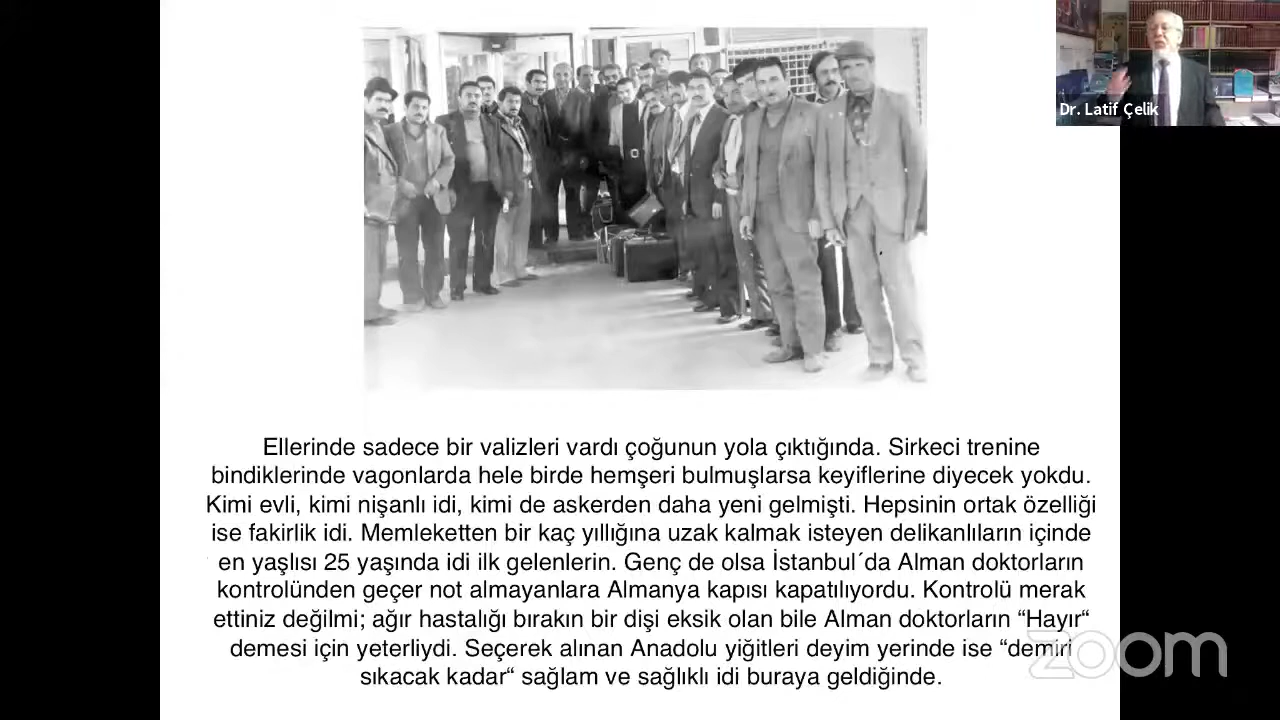 Dr. Latif Çelik
Ellerinde sadece bir valizleri vardı çoğunun yola çıktığında. Sirkeci trenine
bindiklerinde vagonlarda hele birde hemşeri bulmuşlarsa keyiflerine diyecek yokdu.
Kimi evli, kimi nişanlı idi, kimi de askerden daha yeni gelmişti. Hepsinin ortak özelliği
ise fakirlik idi. Memleketten bir kaç yıllığına uzak kalmak isteyen delikanlıların içinde
en yaşlısı 25 yaşında idi ilk gelenlerin. Genç de olsa İstanbul´da Alman doktorların
kontrolünden geçer not almayanlara Almanya kapısı kapatılıyordu. Kontrolü merak
ettiniz değilmi; ağır hastalığı bırakın bir dişi eksik olan bile Alman doktorların “Hayır“
demesi için yeterliydi. Seçerek alınan Anadolu yiğitleri deyim yerinde ise “demiri
sıkacak kadar“ sağlam ve sağlıklı idi buraya geldiğinde.
zoom